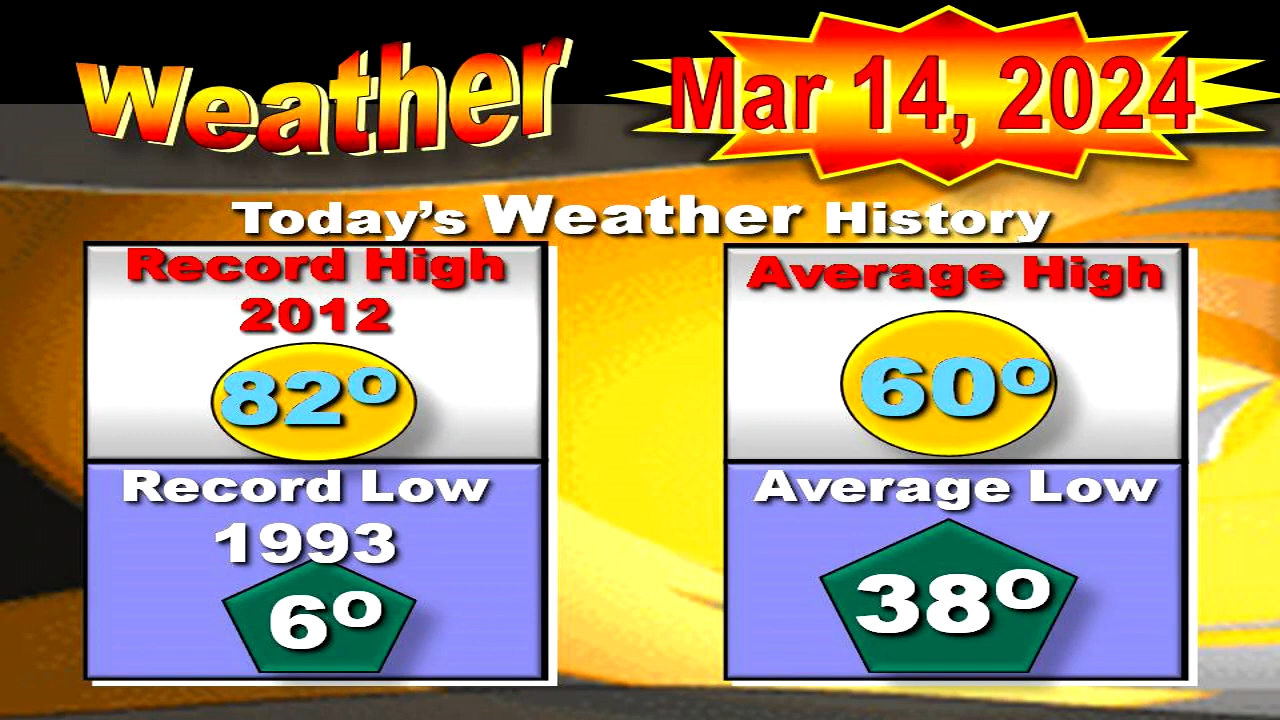 Weather
Mar 14, 2024
Today's Weather History
Record High
2012
82º
Average High
60º
Record Low
1993
6º
Average Low
38º